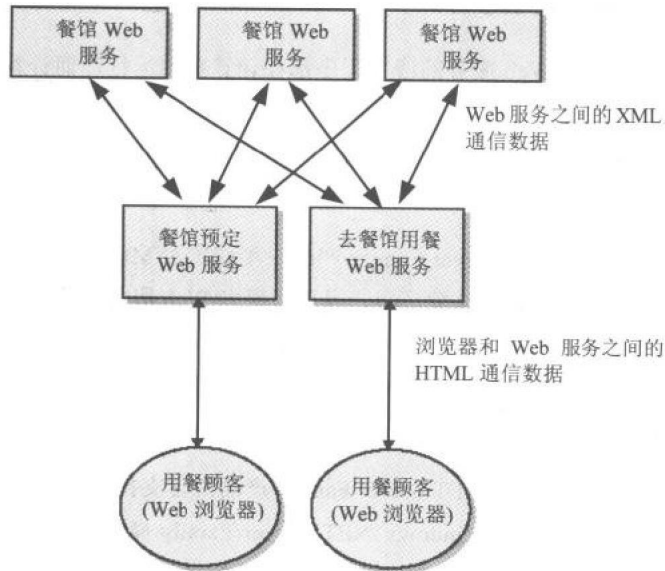 餐馆 Web
服务
餐馆 Web
服务
餐馆 Web
服务
Web 服务之间的 XML
通信数据
餐馆预定
Web 服务
去餐馆用餐
Web 服务
浏览器和 Web 服务之间的
HTML 通信数据
用餐顾客
(Web 浏览器)
用餐顾客
(Web 浏览器)